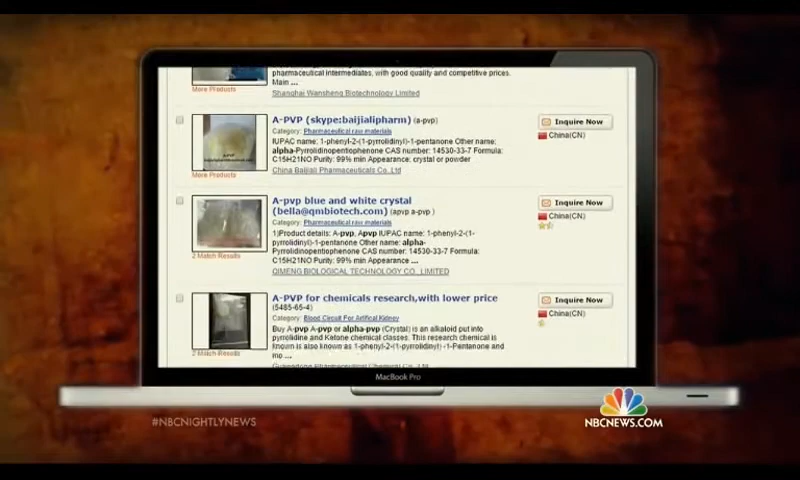 pharmaceutical intermediates, with good quality and competitive prices.
Main ...
More Products
Shanghai Wansheng Biotechnology Limited
A-PVP (skype:baijialipharm) (a-pvp)
Inquire Now
Category: Pharmaceutical raw materials
China(CN)
IUPAC name: 1-phenyl-2-(1-pyrrolidinyl)-1-pentanone Other name:
alpha-Pyrrolidinopentiophenone CAS number: 14530-33-7 Formula:
C15H21NO Purity: 99% min Appearance: crystal or powder
China Baijiali Pharmaceuticals Co.,Ltd
More Products
A-pvp blue and white crystal
(bella@qmbiotech.com) (apvp a-pvp )
Inquire Now
China(CN)
Category: Pharmaceutical raw materials
1)Product details: A-pvp, Apvp IUPAC name: 1-phenyl-2-(1-
pyrrolidinyl)-1-pentanone Other name: alpha-
Pyrrolidinopentiophenone CAS number: 14530-33-7 Formula:
C15H21NO Purity: 99% min Appearance ...
2 Match Results
QIMENG BIOLOGICAL TECHNOLOGY CO., LIMITED
A-PVP for chemicals research,with lower price
(5485-65-4)
Inquire Now
China(CN)
Category: Blood Circuit For Artifical Kidney
Buy A-pvp A-pvp or alpha-pvp (Crystal) is an alkaloid put into
pyrrolidine and Ketone chemical classes. This research chemical is
known is also known as 1-phenyl-2-(1-pyrrolidinyl) -1-Pentanone and
mo ...
2 Match Results
MacBook Pro
#NBCNIGHTLYNEWS
NBCNEWS.COM